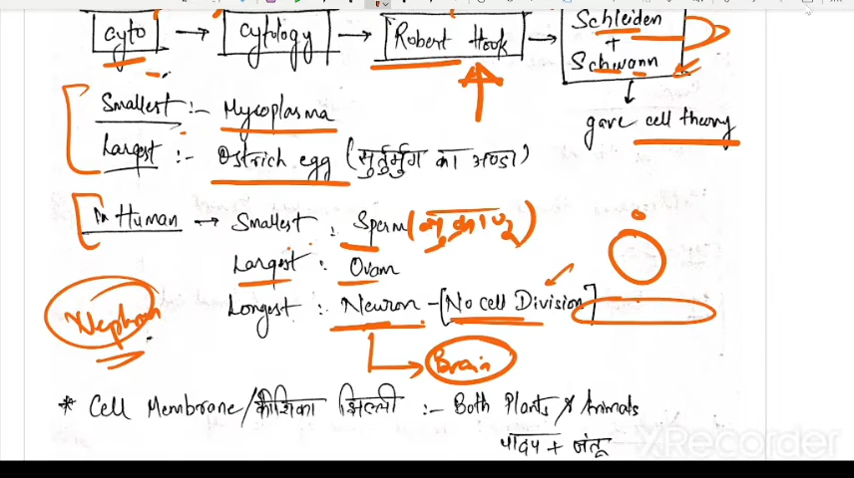 Cyto → Cytology → Robert Hook → Schleiden + Schwann
↓
gave cell theory
Smallest :- Mycoplasma
Largest :- Ostrich egg (सुर्तुर्मुग का अण्डा)
In Human → Smallest : Sperm
Largest : Ovam
Longest : Neuron - [No cell Division]
Nephron
Brain
* Cell Membrane/कोशिका झिल्ली :- Both Plants & Animals
पादप + जंतू
XRecorder